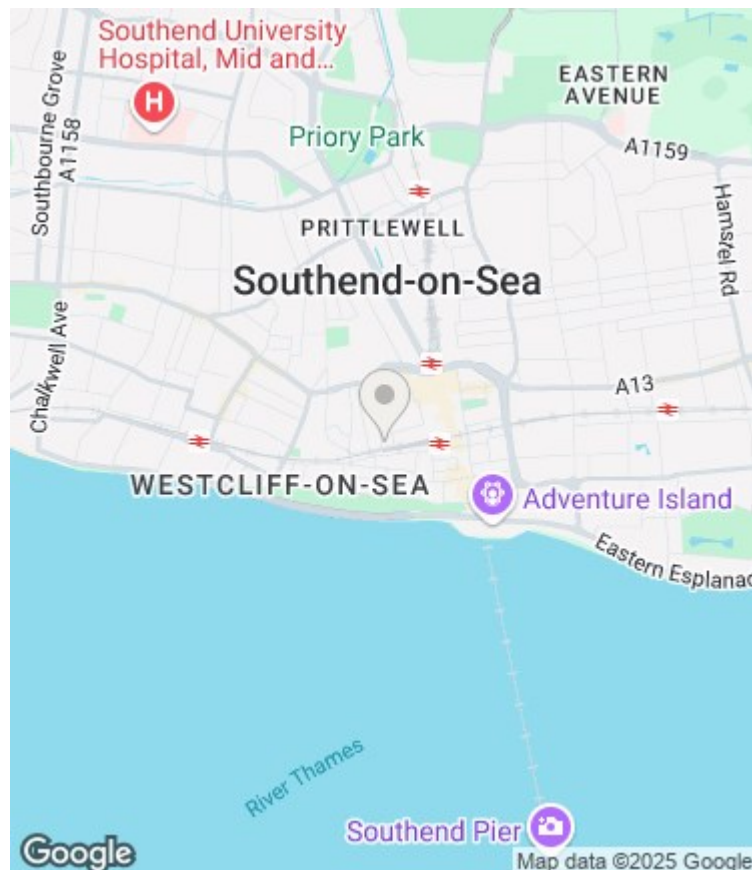 Southend University
Hospital, Mid and...
H
EASTERN
AVENUE
Southbourne Grove
A1158
Priory Park
A1159
PRITTLEWELL
Hamstel Rd
Southend-on-Sea
Chalkwell Ave
A13
WESTCLIFF-ON-SEA
Adventure Island
Eastern Esplanad
River Thames
Southend Pier
Google
Map data ©2025 Google